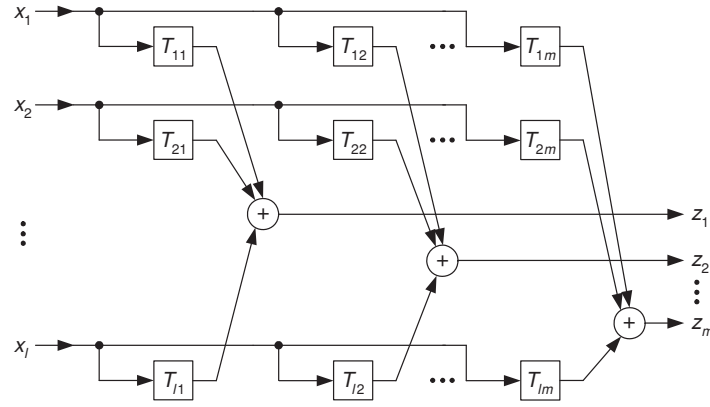 x₁ T₁₁ T₁₂ ••• T₁ₘ
x₂ T₂₁ T₂₂ ••• T₂ₘ
+ z₁
+ z₂
+ zₘ
xₗ Tₗ₁ Tₗ₂ ••• Tₗₘ